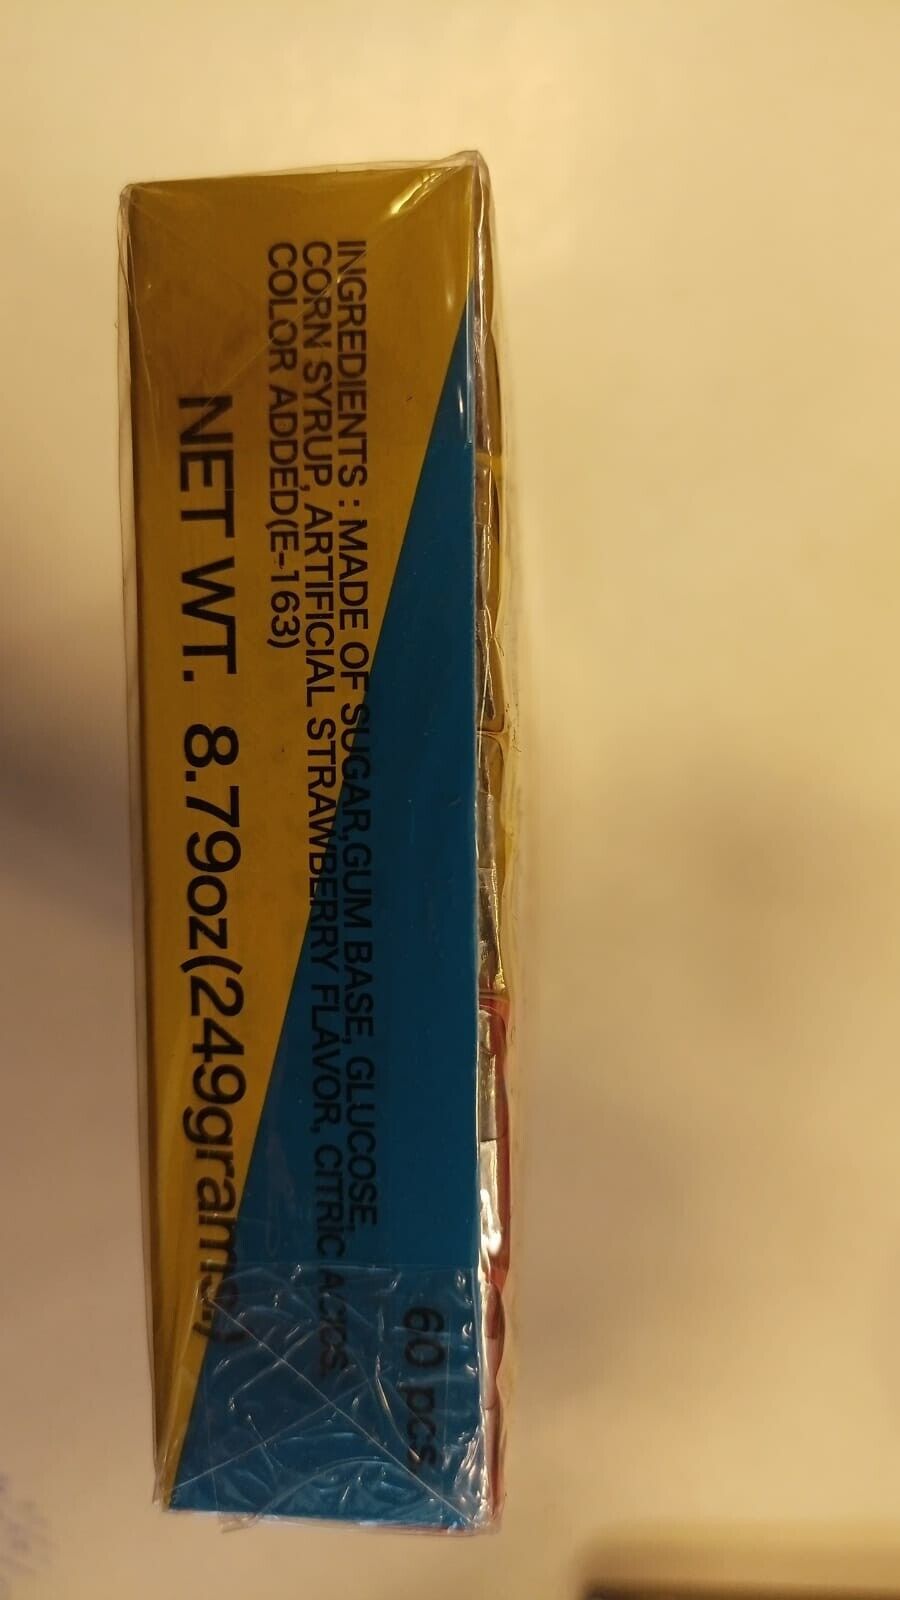 60 pcs.
INGREDIENTS : MADE OF SUGAR,GUM BASE, GLUCOSE,
CORN SYRUP, ARTIFICIAL STRAWBERRY FLAVOR, CITRIC ACIDS,
COLOR ADDED(E-163)
NET WT. 8.79oz(249grams.)